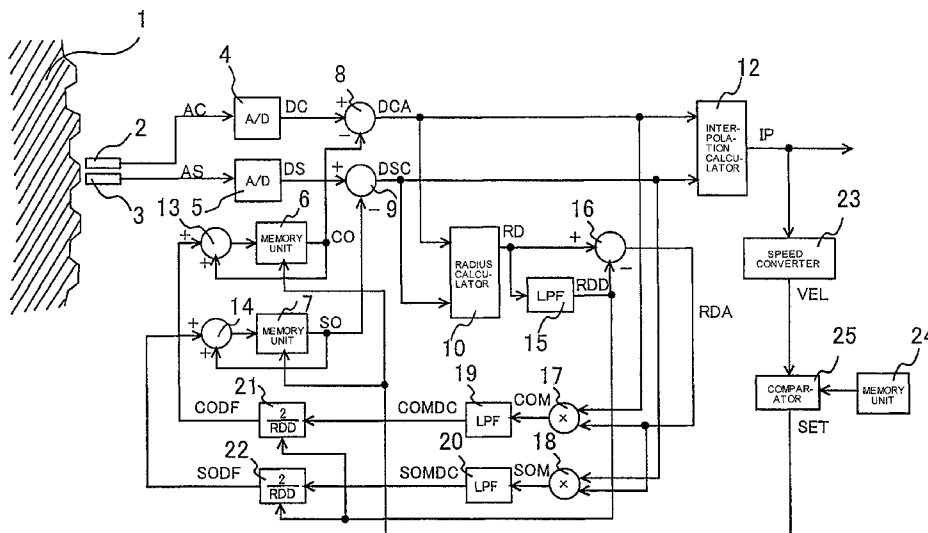 1
2
3
AC
AS
4
A/D
DC
8
+
−
DCA
12
INTER-
POLATION
CALCU-
LATOR
IP
A/D
5
DS
+
DSC
−
9
13
+
+
6
MEMORY
UNIT
CO
RD
16
+
−
23
SPEED
CONVERTER
RADIUS
CALCU-
LATOR
10
LPF
15
RDD
RDA
VEL
14
+
+
7
MEMORY
UNIT
SO
25
24
COMPAR-
ATOR
MEMORY
UNIT
SET
21
CODF
2
RDD
COMDC
19
LPF
COM
17
×
22
SODF
2
RDD
SOMDC
20
LPF
SOM
18
×